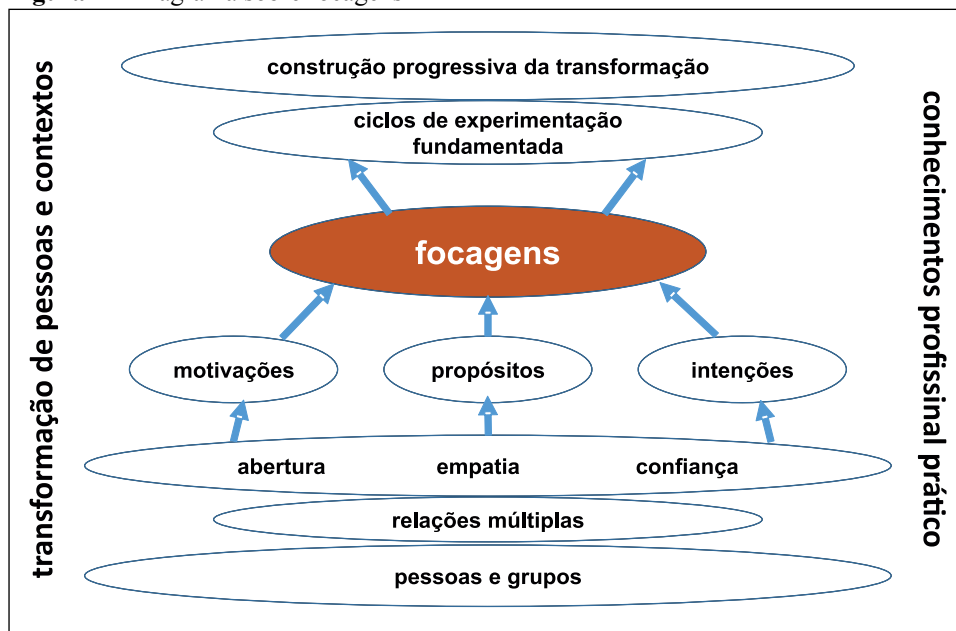 construção progressiva da transformação
ciclos de experimentação
fundamentada
focagens
motivações propósitos intenções
abertura empatia confiança
relações múltiplas
pessoas e grupos
transformação de pessoas e contextos
conhecimentos profissinal prático